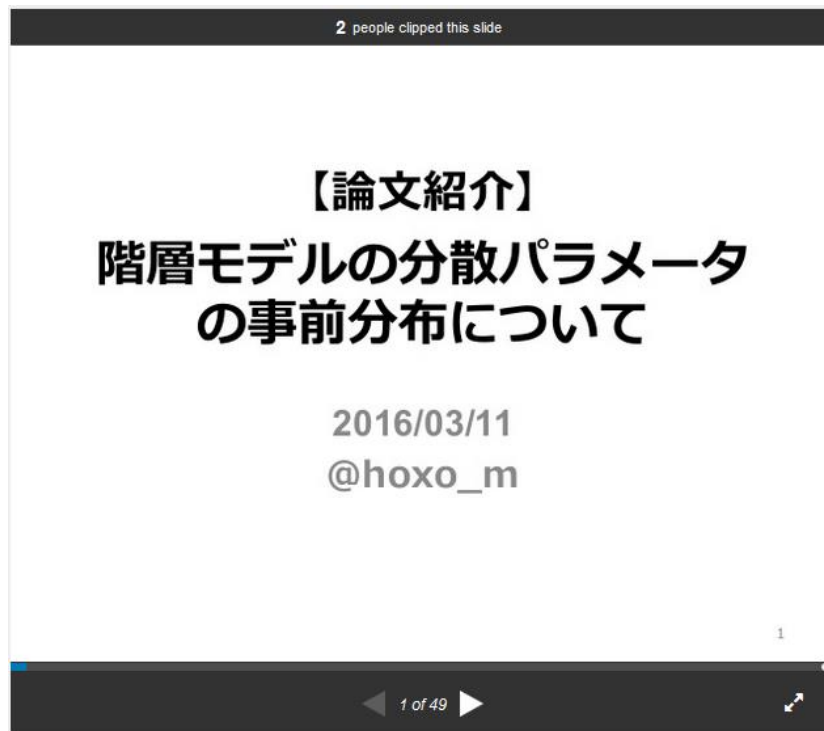 2 people clipped this slide
【論文紹介】
階層モデルの分散パラメータ
の事前分布について
2016/03/11
@hoxo_m
1
1 of 49